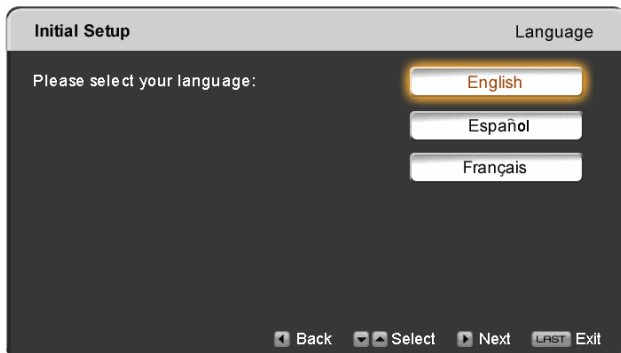 Initial Setup Language
Please select your language:
English
Español
Français
Back Select Next LAST Exit